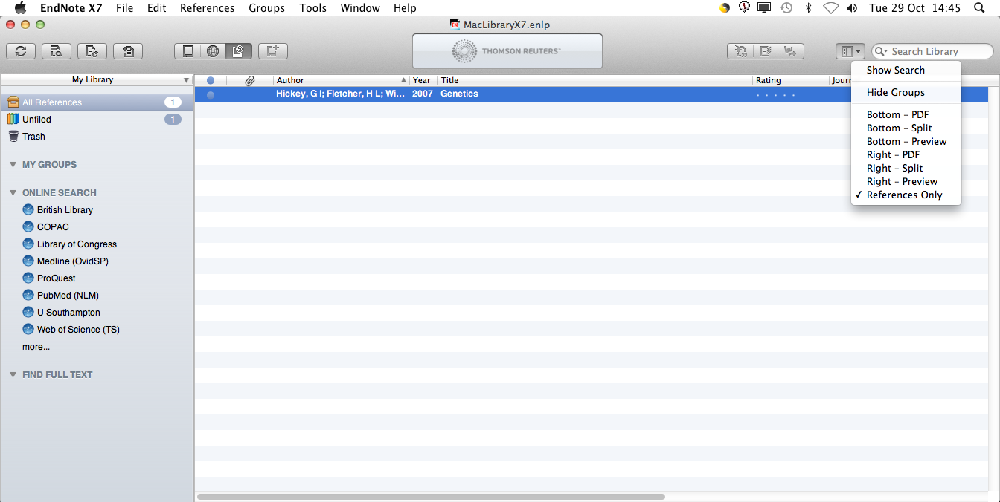 EndNote X7 File Edit References Groups Tools Window Help Tue 29 Oct 14:45
MacLibraryX7.enlp
THOMSON REUTERS™
Search Library
My Library
All References 1
Unfiled 1
Trash
MY GROUPS
ONLINE SEARCH
British Library
COPAC
Library of Congress
Medline (OvidSP)
ProQuest
PubMed (NLM)
U Southampton
Web of Science (TS)
more...
FIND FULL TEXT
Author Year Title Rating Journ
Hickey, G I; Fletcher, H L; Wi... 2007 Genetics
Show Search
Hide Groups
Bottom – PDF
Bottom – Split
Bottom – Preview
Right – PDF
Right – Split
Right – Preview
✓ References Only